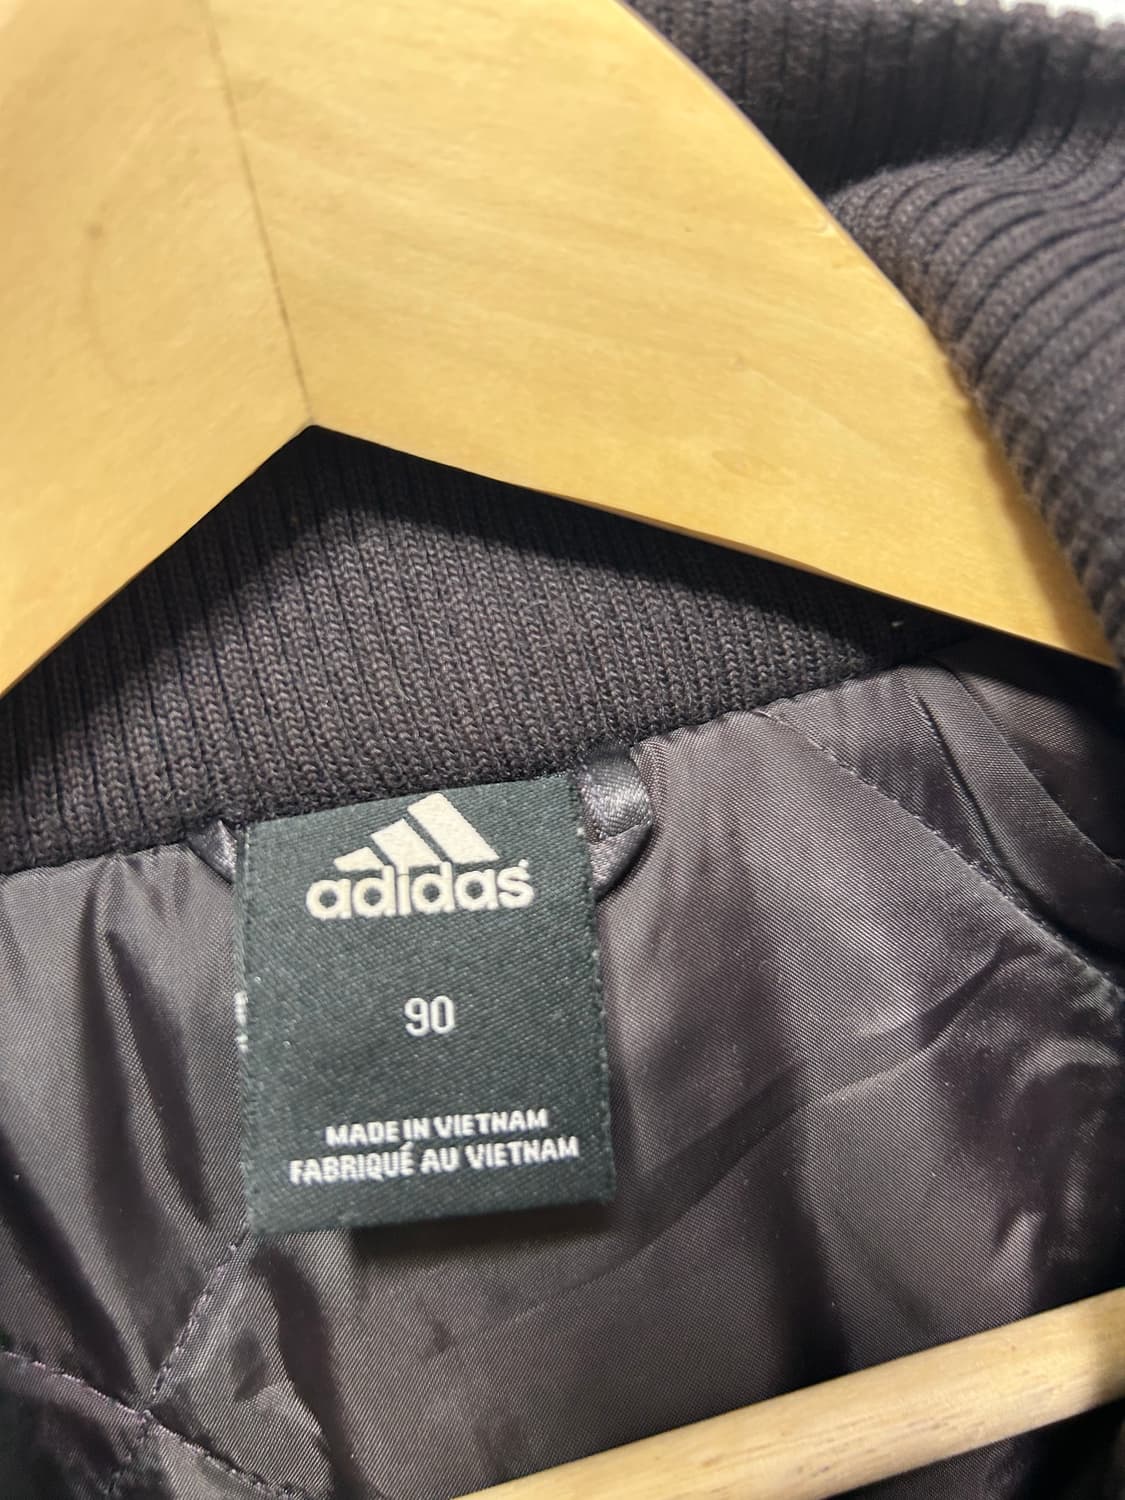 adidas
90
MADE IN VIETNAM
FABRIQUÉ AU VIETNAM